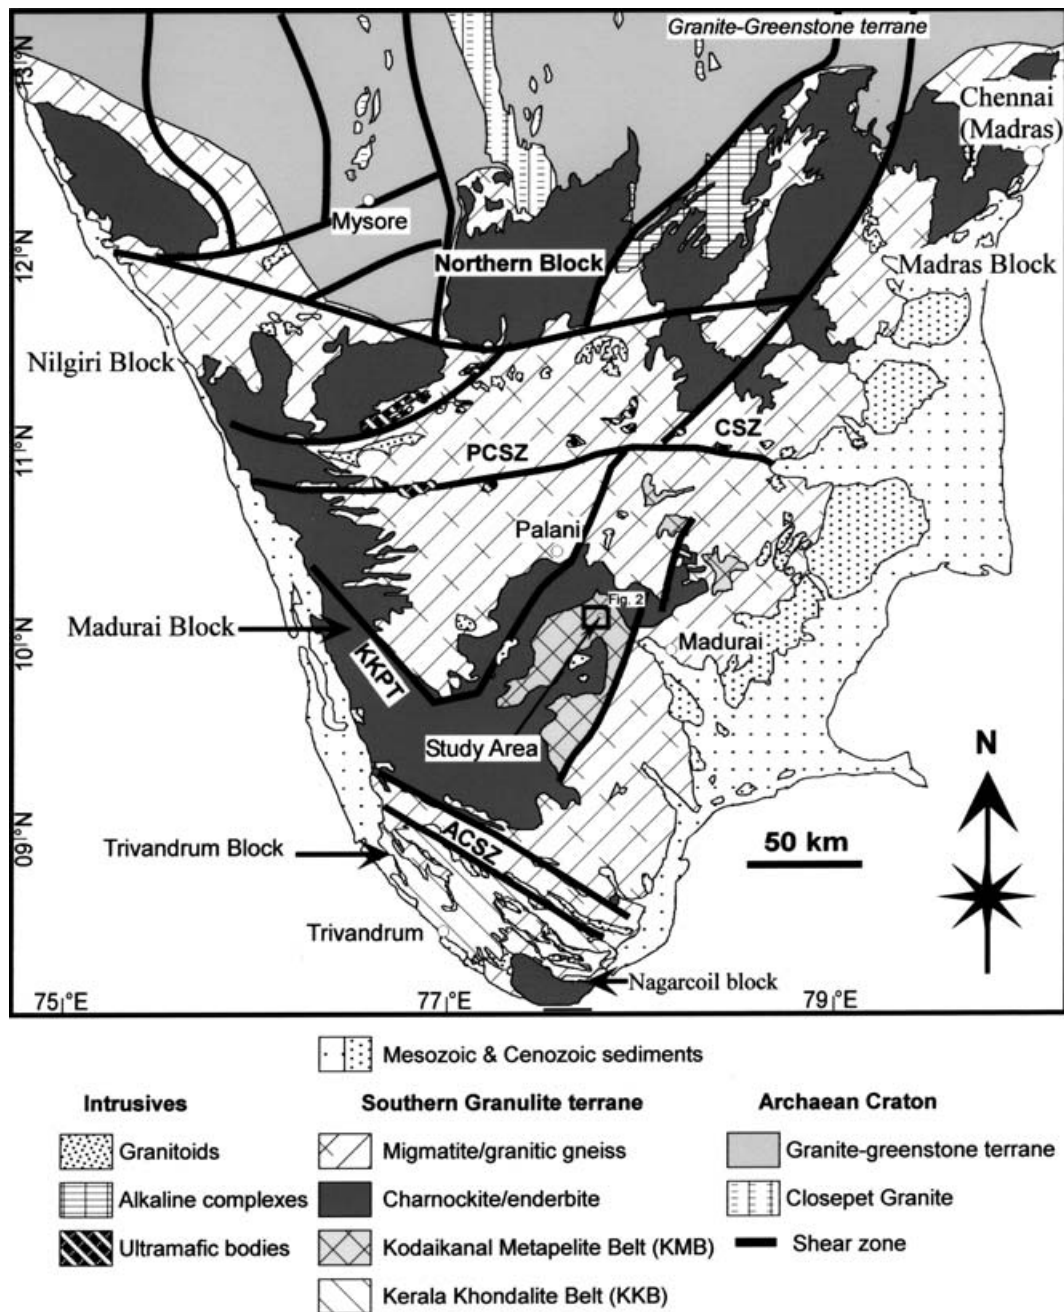 Granite-Greenstone terrane
13°N
Chennai
(Madras)
Mysore
12°N
Northern Block
Madras Block
Nilgiri Block
11°N
CSZ
PCSZ
Palani
Fig. 2
Madurai Block
10°N
Madurai
KKPT
Study Area
N
09°N
ACSZ
50 km
Trivandrum Block
Trivandrum
Nagarcoil block
75°E
77°E
79°E
Mesozoic & Cenozoic sediments
Intrusives
Southern Granulite terrane
Archaean Craton
Granitoids
Migmatite/granitic gneiss
Granite-greenstone terrane
Alkaline complexes
Charnockite/enderbite
Closepet Granite
Ultramafic bodies
Kodaikanal Metapelite Belt (KMB)
Shear zone
Kerala Khondalite Belt (KKB)